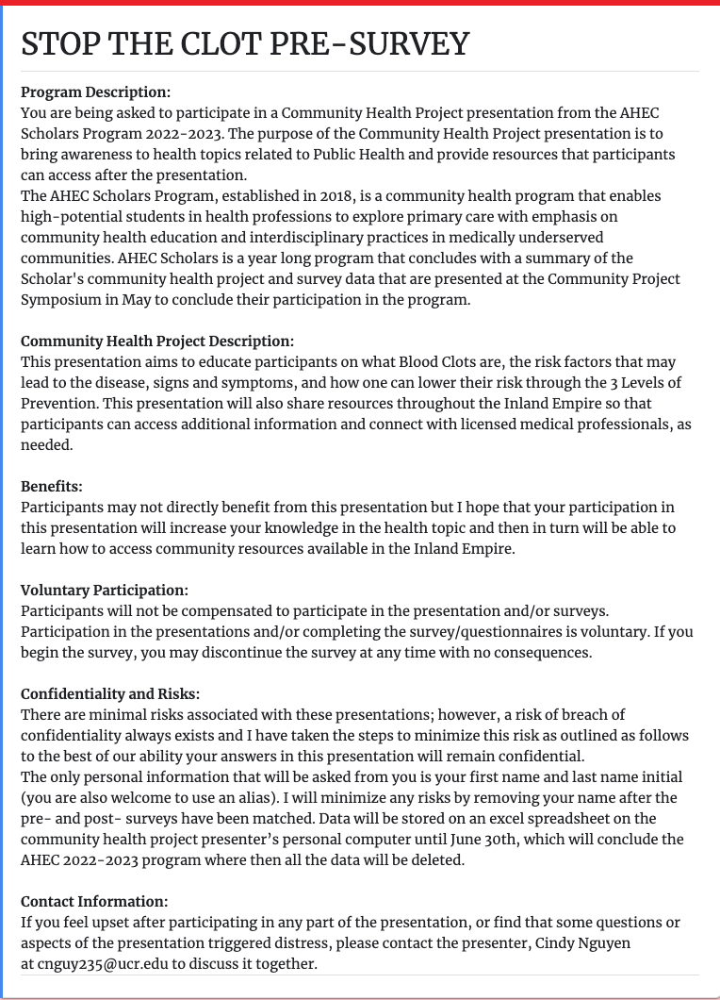 STOP THE CLOT PRE-SURVEY
Program Description:
You are being asked to participate in a Community Health Project presentation from the AHEC
Scholars Program 2022-2023. The purpose of the Community Health Project presentation is to
bring awareness to health topics related to Public Health and provide resources that participants
can access after the presentation.
The AHEC Scholars Program, established in 2018, is a community health program that enables
high-potential students in health professions to explore primary care with emphasis on
community health education and interdisciplinary practices in medically underserved
communities. AHEC Scholars is a year long program that concludes with a summary of the
Scholar's community health project and survey data that are presented at the Community Project
Symposium in May to conclude their participation in the program.
Community Health Project Description:
This presentation aims to educate participants on what Blood Clots are, the risk factors that may
lead to the disease, signs and symptoms, and how one can lower their risk through the 3 Levels of
Prevention. This presentation will also share resources throughout the Inland Empire so that
participants can access additional information and connect with licensed medical professionals, as
needed.
Benefits:
Participants may not directly benefit from this presentation but I hope that your participation in
this presentation will increase your knowledge in the health topic and then in turn will be able to
learn how to access community resources available in the Inland Empire.
Voluntary Participation:
Participants will not be compensated to participate in the presentation and/or surveys.
Participation in the presentations and/or completing the survey/questionnaires is voluntary. If you
begin the survey, you may discontinue the survey at any time with no consequences.
Confidentiality and Risks:
There are minimal risks associated with these presentations; however, a risk of breach of
confidentiality always exists and I have taken the steps to minimize this risk as outlined as follows
to the best of our ability your answers in this presentation will remain confidential.
The only personal information that will be asked from you is your first name and last name initial
(you are also welcome to use an alias). I will minimize any risks by removing your name after the
pre- and post- surveys have been matched. Data will be stored on an excel spreadsheet on the
community health project presenter’s personal computer until June 30th, which will conclude the
AHEC 2022-2023 program where then all the data will be deleted.
Contact Information:
If you feel upset after participating in any part of the presentation, or find that some questions or
aspects of the presentation triggered distress, please contact the presenter, Cindy Nguyen
at cnguy235@ucr.edu to discuss it together.